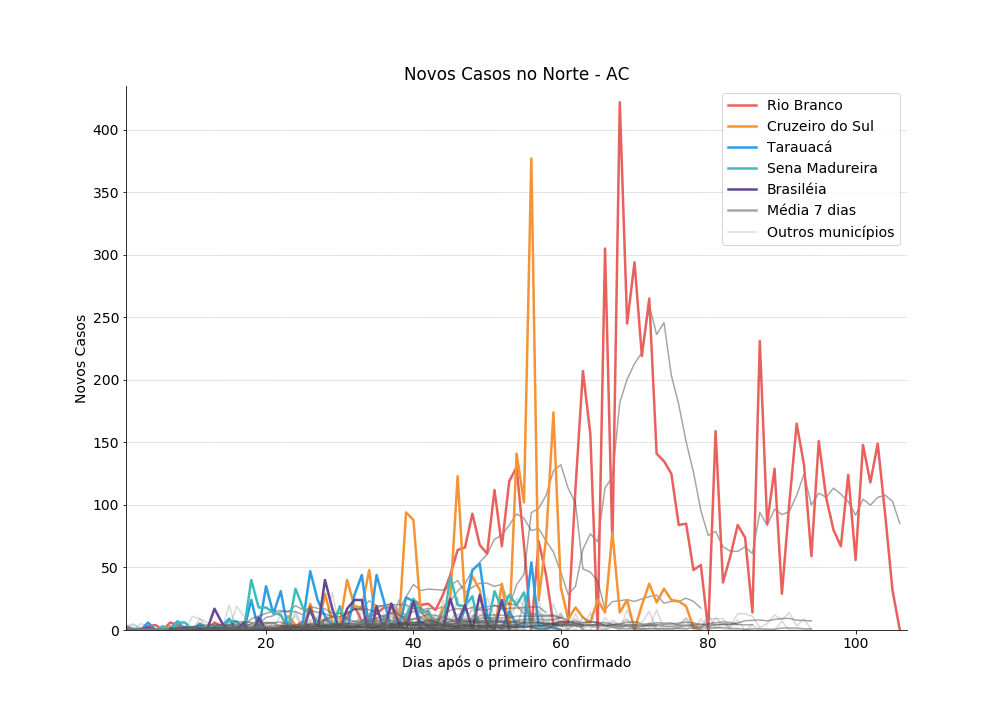 Novos Casos no Norte - AC
Rio Branco
Cruzeiro do Sul
Tarauacá
Sena Madureira
Brasiléia
Média 7 dias
Outros municípios
Novos Casos
400
350
300
250
200
150
100
50
0
20
40
60
80
100
Dias após o primeiro confirmado